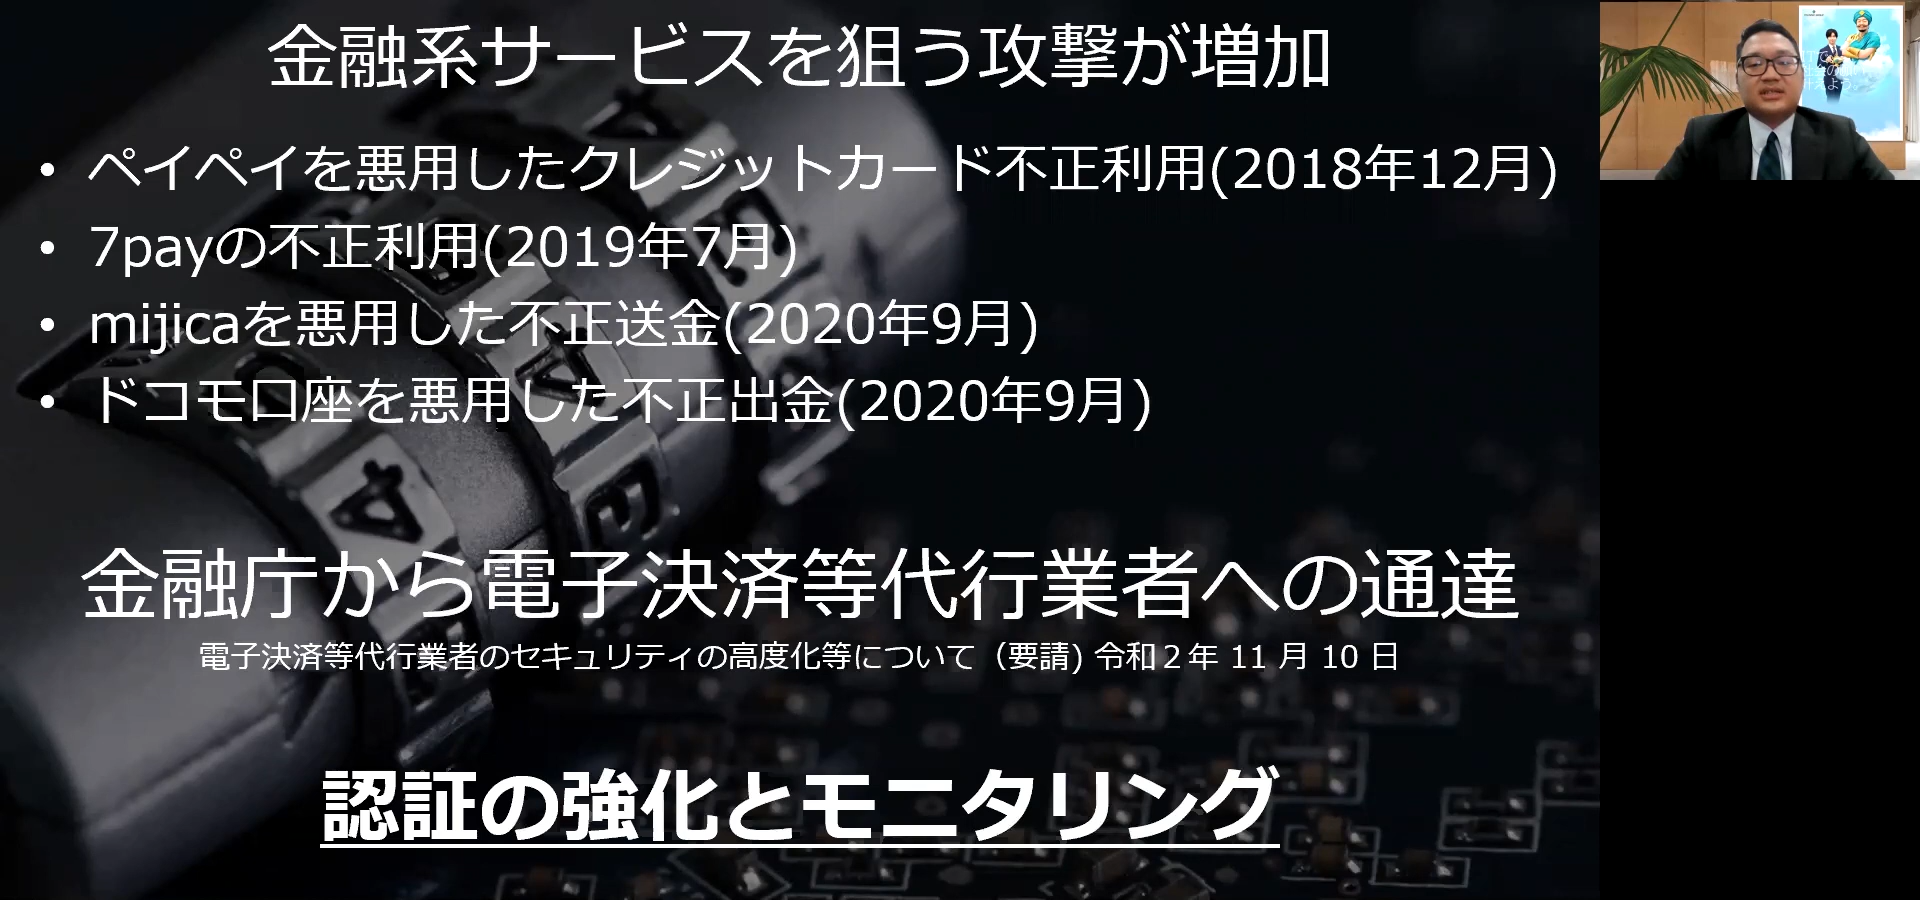 金融系サービスを狙う攻撃が増加
• ペイペイを悪用したクレジットカード不正利用(2018年12月)
• 7payの不正利用(2019年7月)
• mijicaを悪用した不正送金(2020年9月)
• ドコモ口座を悪用した不正出金(2020年9月)
金融庁から電子決済等代行業者への通達
電子決済等代行業者のセキュリティの高度化等について（要請) 令和２年 11 月 10 日
認証の強化とモニタリング